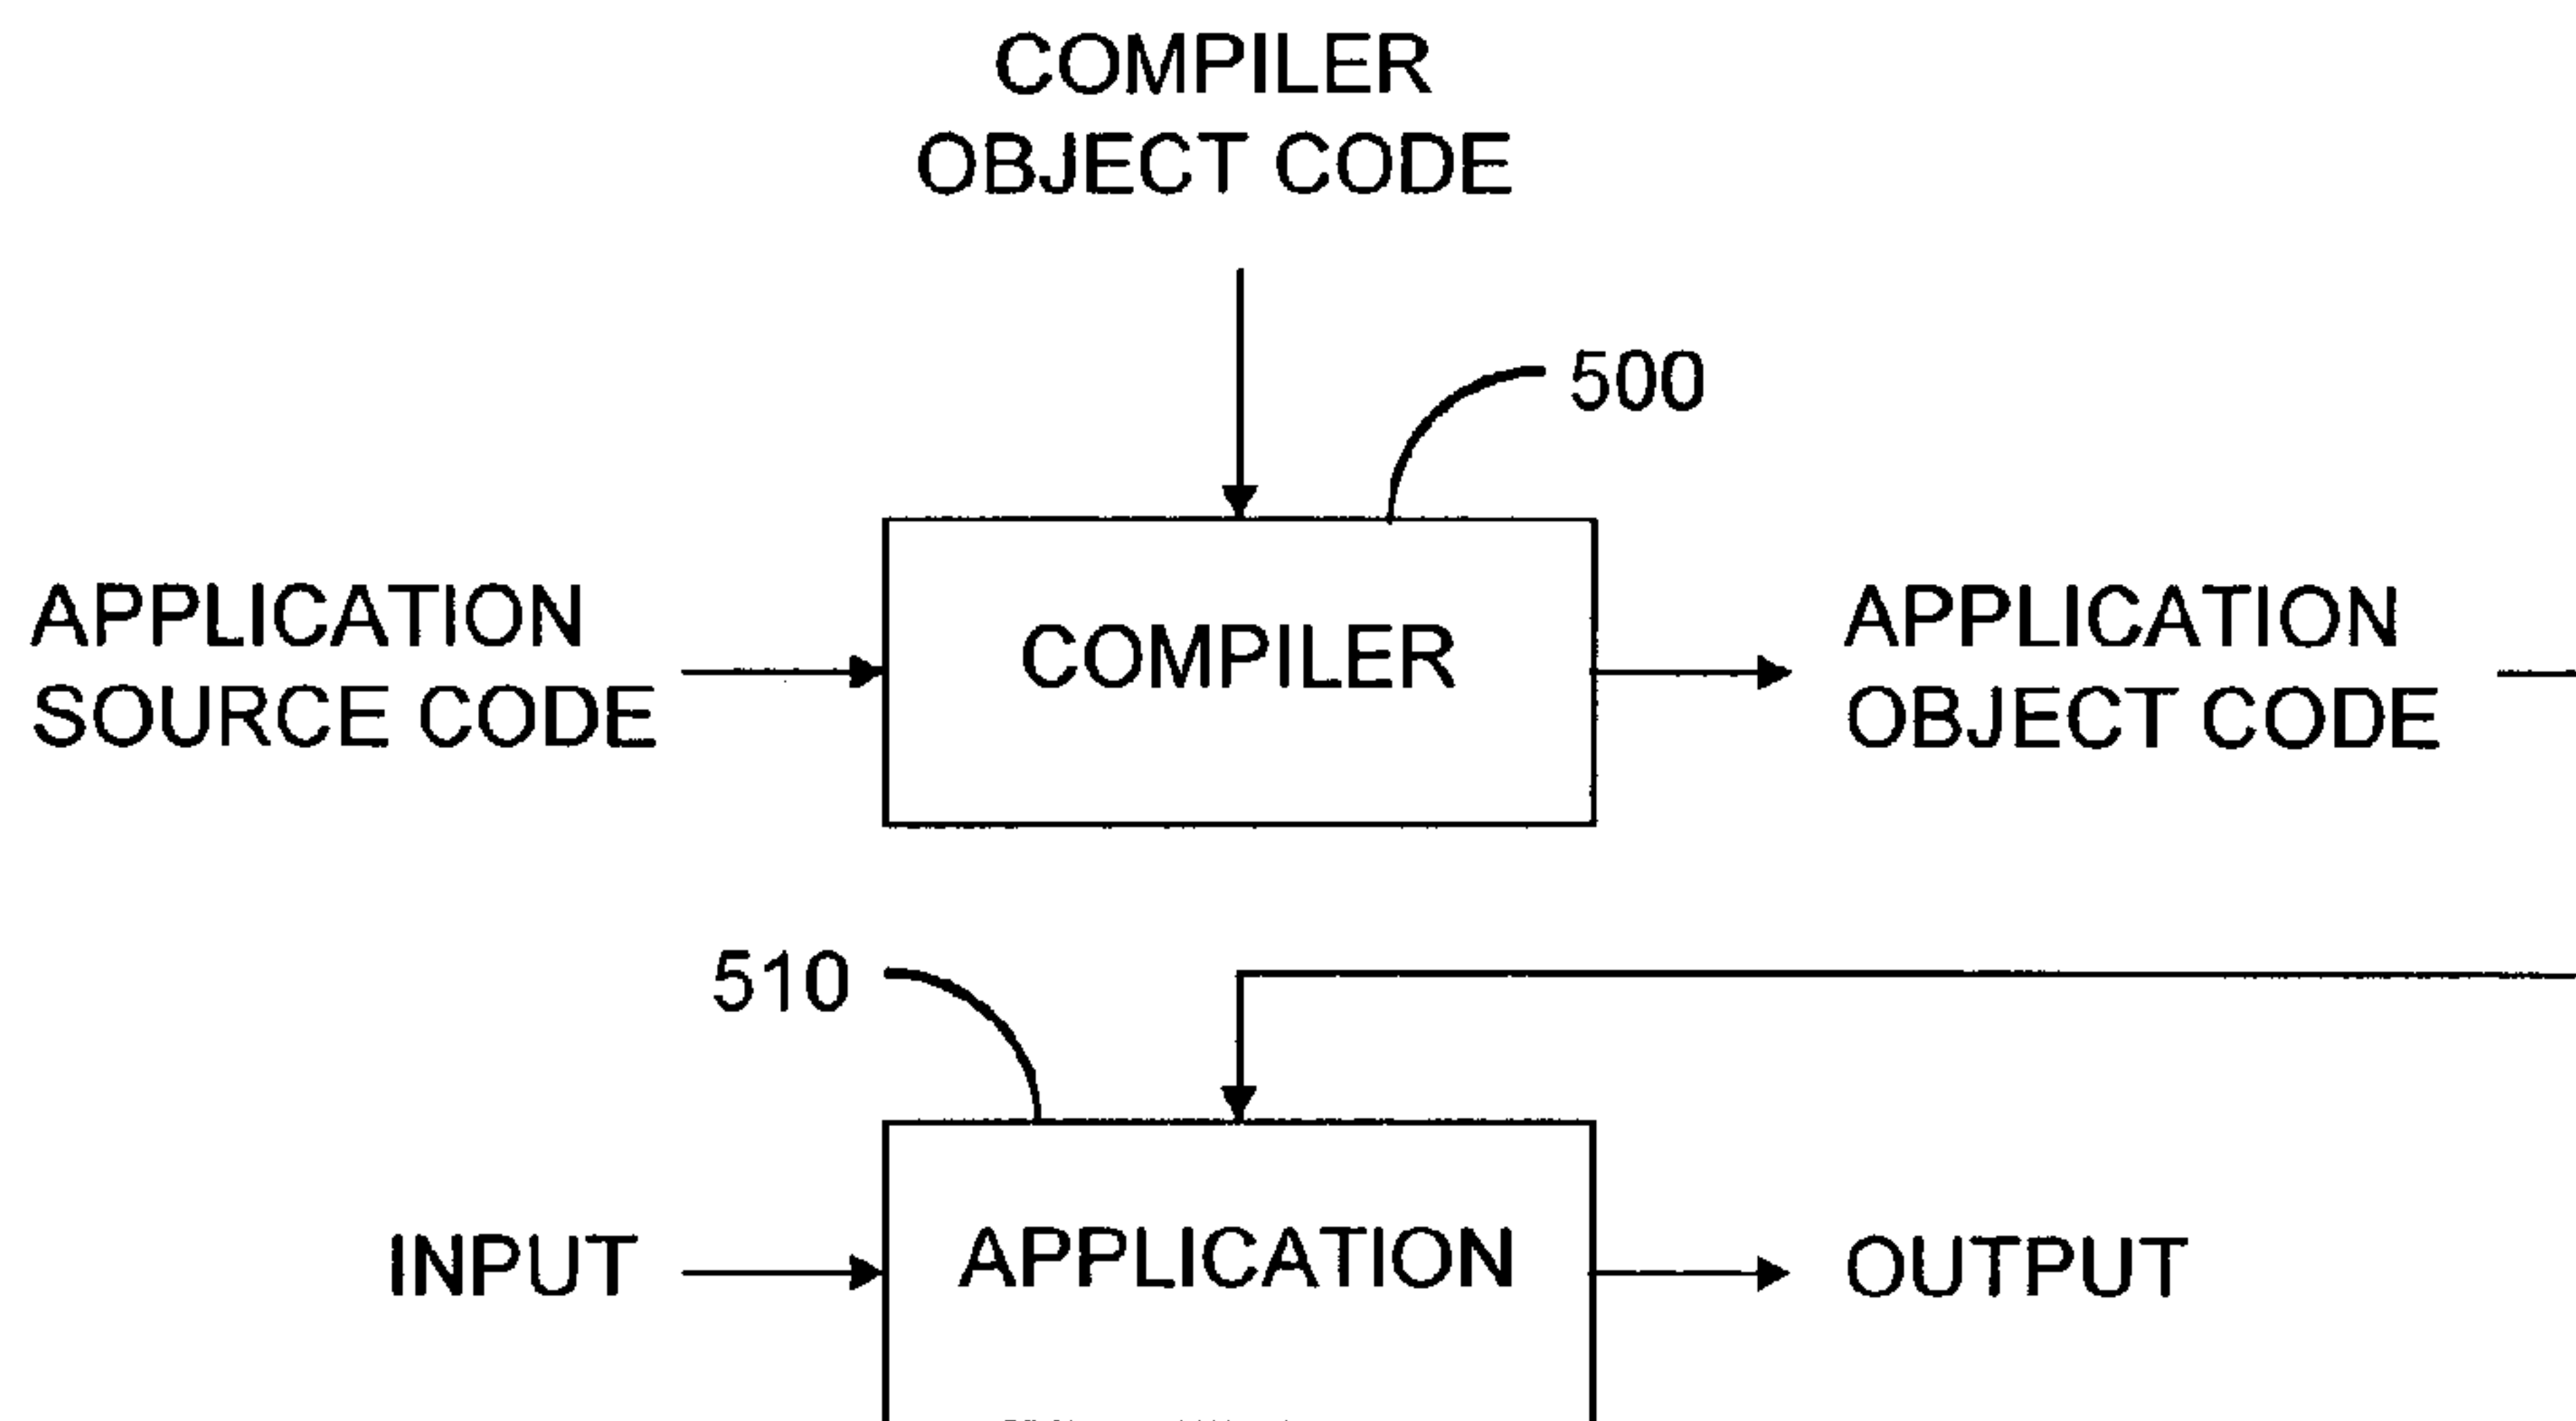 COMPILER
OBJECT CODE
500
APPLICATION
SOURCE CODE
COMPILER
APPLICATION
OBJECT CODE
510
INPUT
APPLICATION
OUTPUT